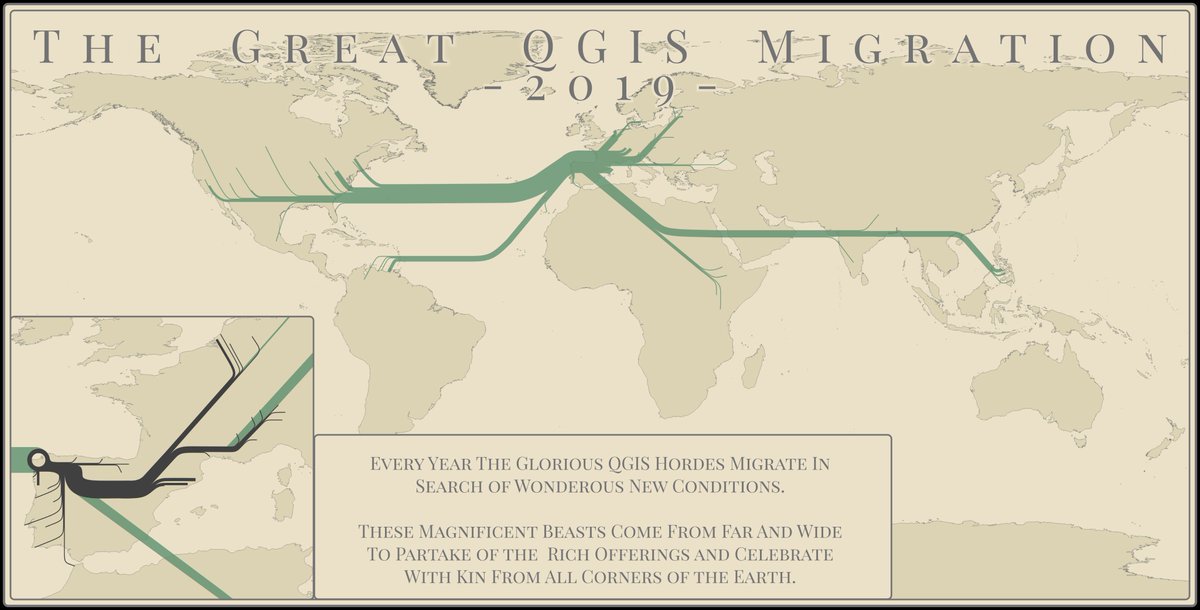 The Great QGIS Migration
- 2019 -
Every Year The Glorious QGIS Hordes Migrate In
Search of Wonderous New Conditions.
These Magnificent Beasts Come From Far And Wide
To Partake of the Rich Offerings and Celebrate
With Kin From All Corners of the Earth.